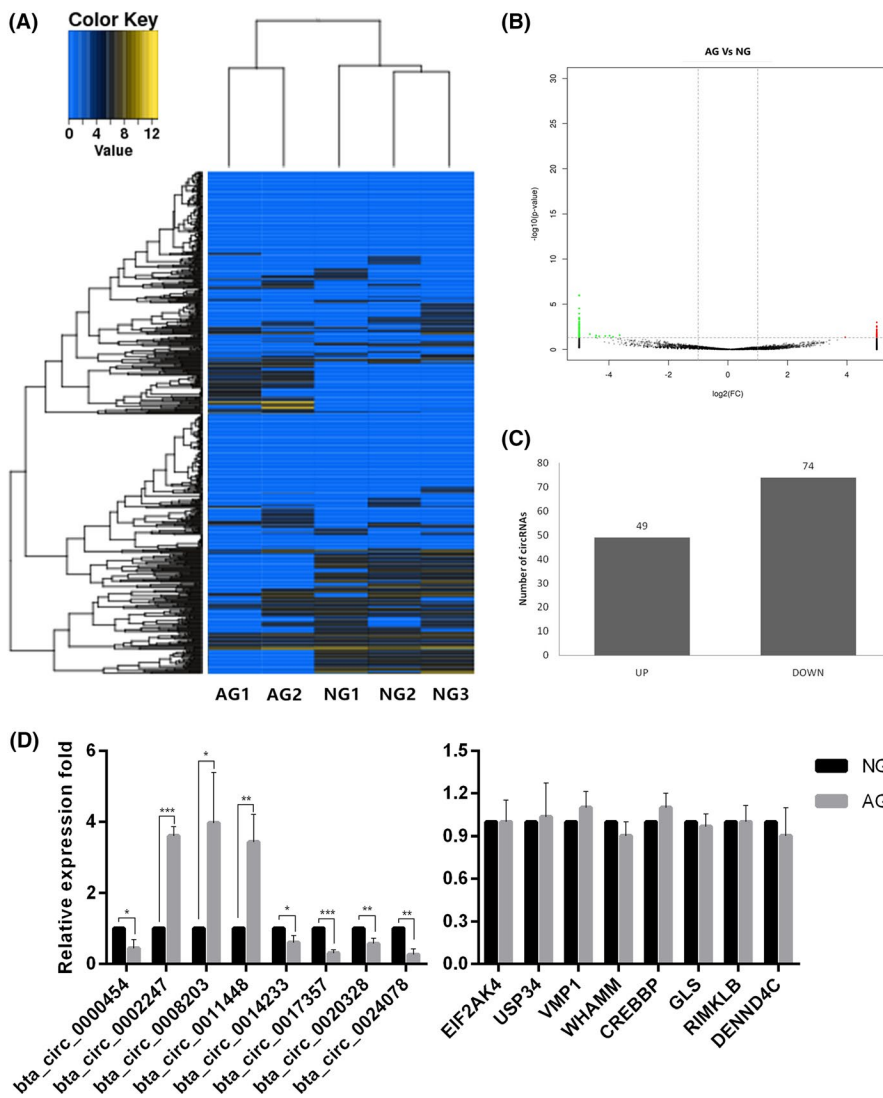 (A)
Color Key
0 4 8 12
Value
AG1 AG2 NG1 NG2 NG3
(B)
AG Vs NG
-log10(p-value)
30
25
20
15
10
5
0
-4 -2 0 2 4
log2(FC)
(C)
Number of circRNAs
80
70
60
50
40
30
20
10
0
49
74
UP DOWN
(D)
Relative expression fold
6
4
2
0
* *** * ** * *** ** **
bta_circ_0000454
bta_circ_0002247
bta_circ_0008203
bta_circ_0011448
bta_circ_0014233
bta_circ_0017357
bta_circ_0020328
bta_circ_0024078
1.5
1.2
0.9
0.6
0.3
0.0
EIF2AK4
USP34
VMP1
WHAMM
CREBBP
GLS
RIMKLB
DENND4C
NG
AG